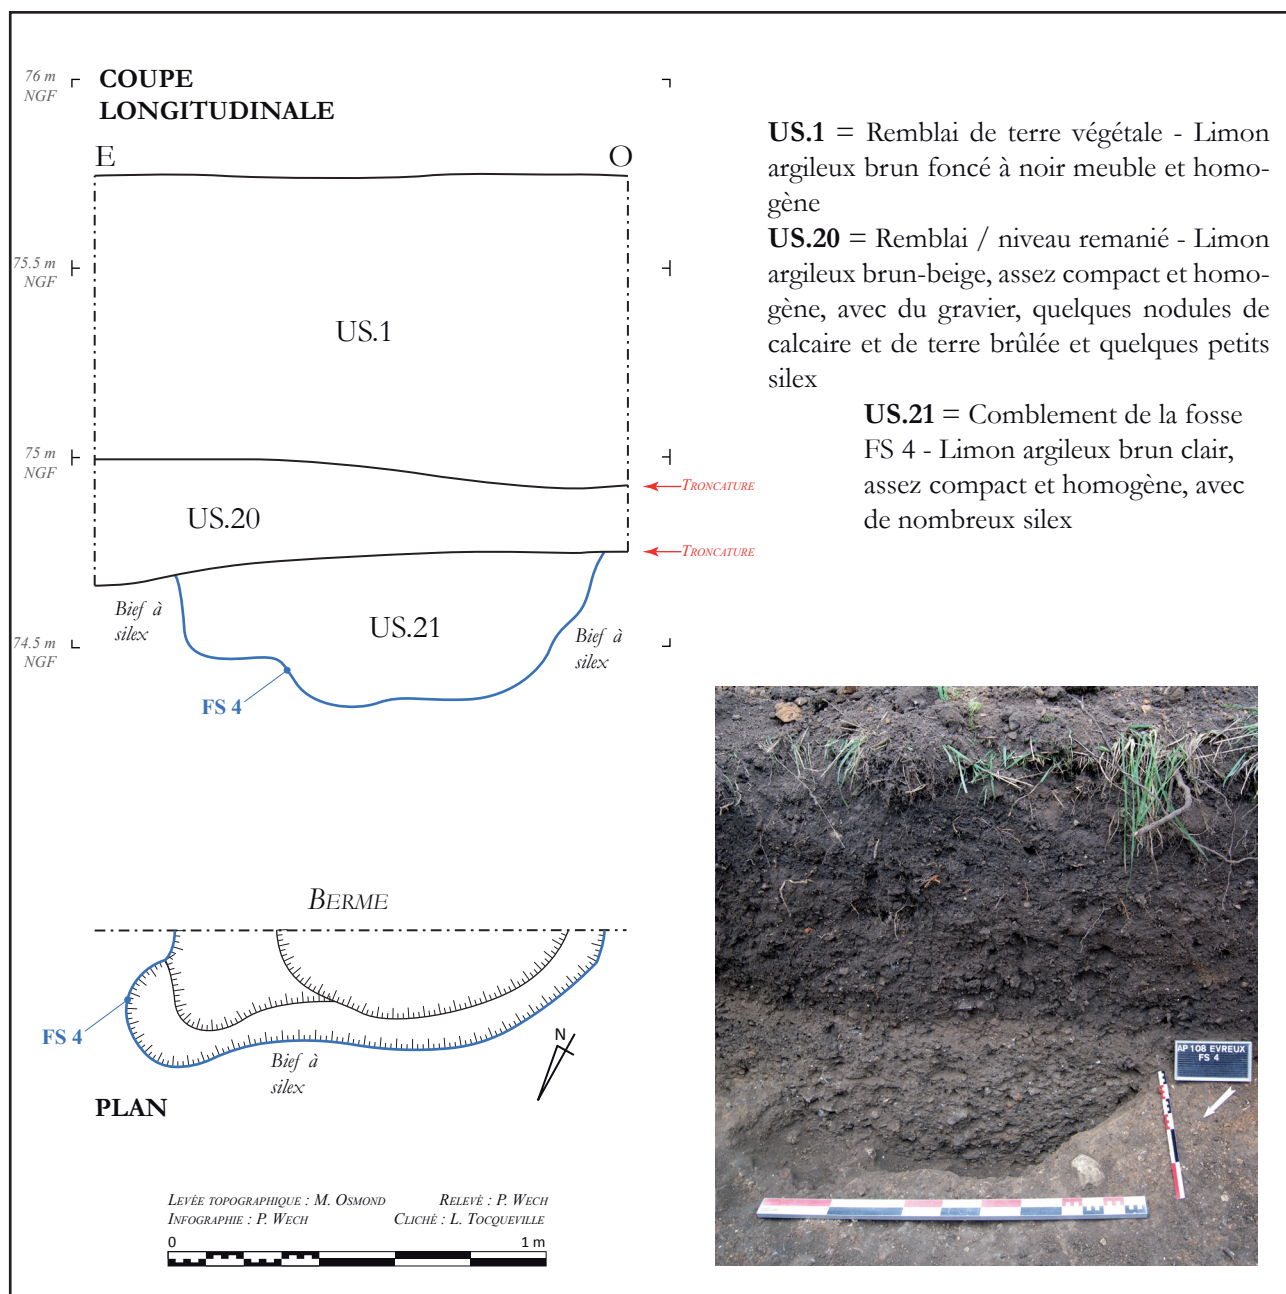 76 m
NGF
COUPE
LONGITUDINALE
E
O
75.5 m
NGF
US.1
75 m
NGF
TRONCATURE
US.20
TRONCATURE
Bief à
silex
US.21
Bief à
silex
74.5 m
NGF
FS 4
US.1 = Remblai de terre végétale - Limon
argileux brun foncé à noir meuble et homo-
gène
US.20 = Remblai / niveau remanié - Limon
argileux brun-beige, assez compact et homo-
gène, avec du gravier, quelques nodules de
calcaire et de terre brûlée et quelques petits
silex
US.21 = Comblement de la fosse
FS 4 - Limon argileux brun clair,
assez compact et homogène, avec
de nombreux silex
BERME
FS 4
Bief à
silex
N
PLAN
AP 108 EVREUX
FS 4
LEVÉE TOPOGRAPHIQUE : M. OSMOND RELEVÉ : P. WECH
INFOGRAPHIE : P. WECH CLICHÉ : L. TOCQUEVILLE
0 1 m